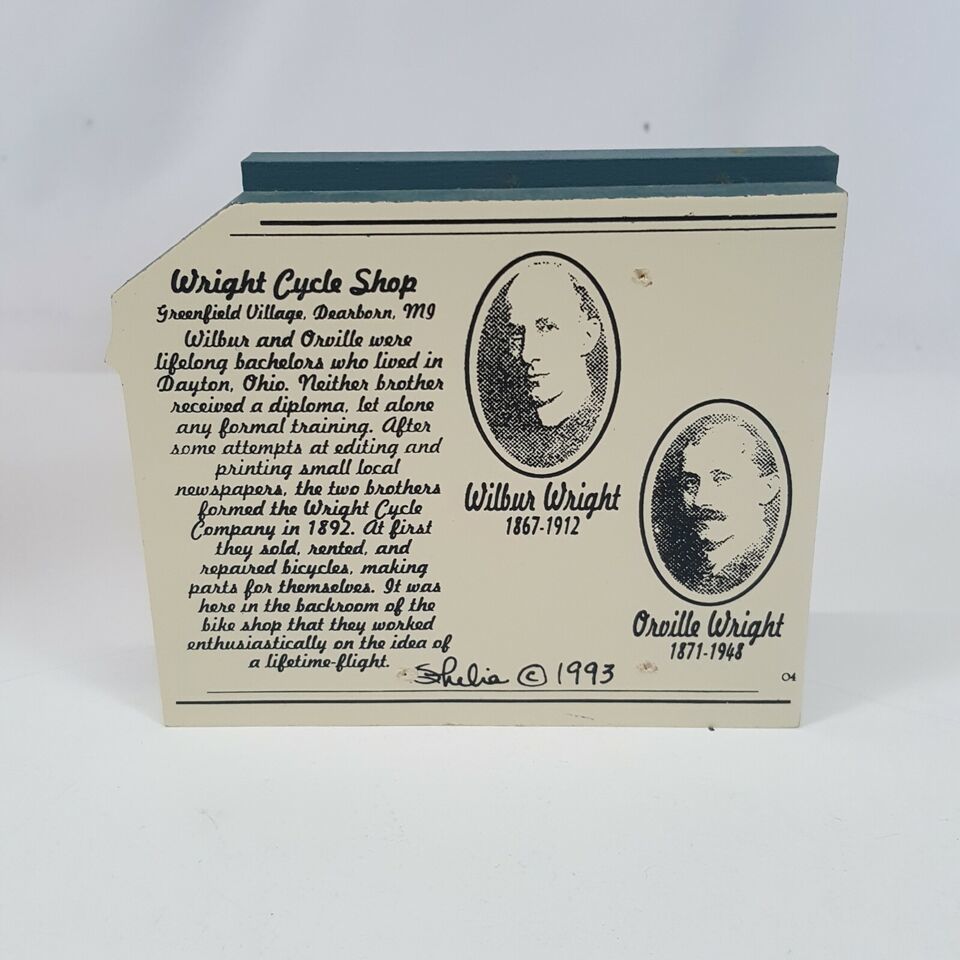 Wright Cycle Shop
Greenfield Village, Dearborn, MI
Wilbur and Orville were
lifelong bachelors who lived in
Dayton, Ohio. Neither brother
received a diploma, let alone
any formal training. After
some attempts at editing and
printing small local
newspapers, the two brothers
formed the Wright Cycle
Company in 1892. At first
they sold, rented, and
repaired bicycles, making
parts for themselves. It was
here in the backroom of the
bike shop that they worked
enthusiastically on the idea of
a lifetime-flight.
Shelia © 1993
Wilbur Wright
1867-1912
Orville Wright
1871-1948
04